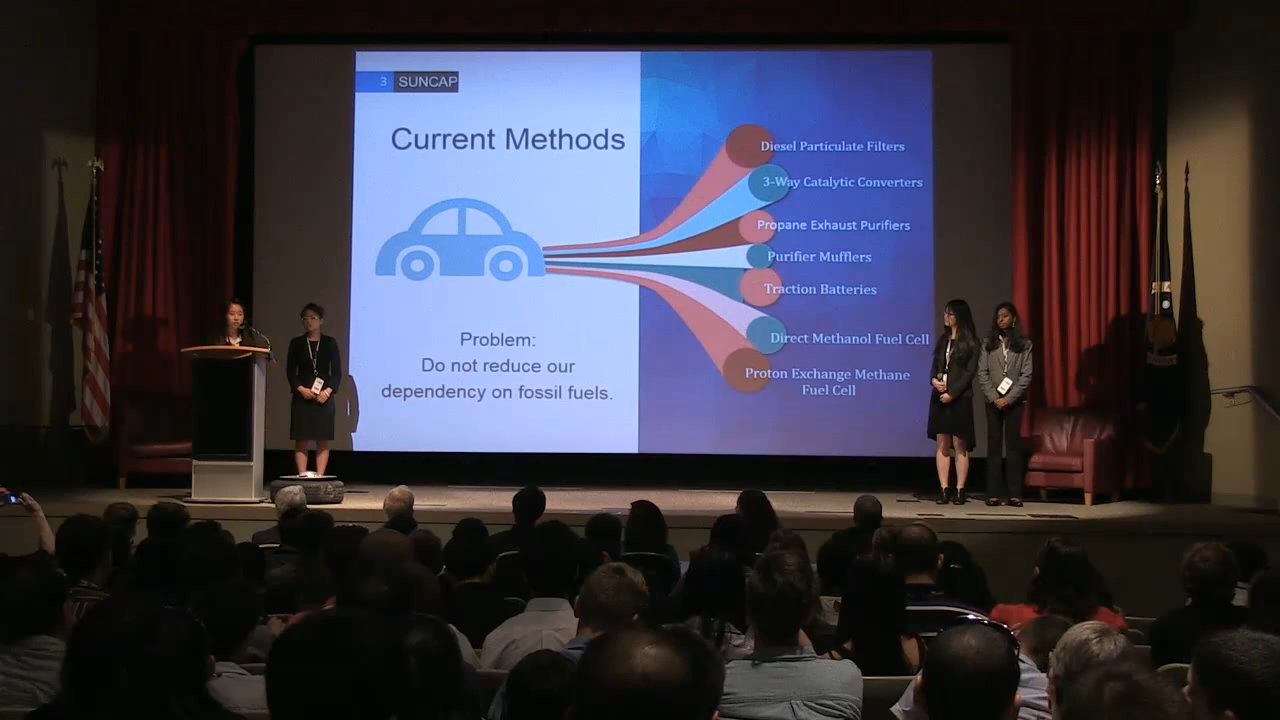 3 SUNCAP
Current Methods
Problem:
Do not reduce our
dependency on fossil fuels.
Diesel Particulate Filters
3-Way Catalytic Converters
Propane Exhaust Purifiers
Purifier Mufflers
Traction Batteries
Direct Methanol Fuel Cell
Proton Exchange Methane
Fuel Cell